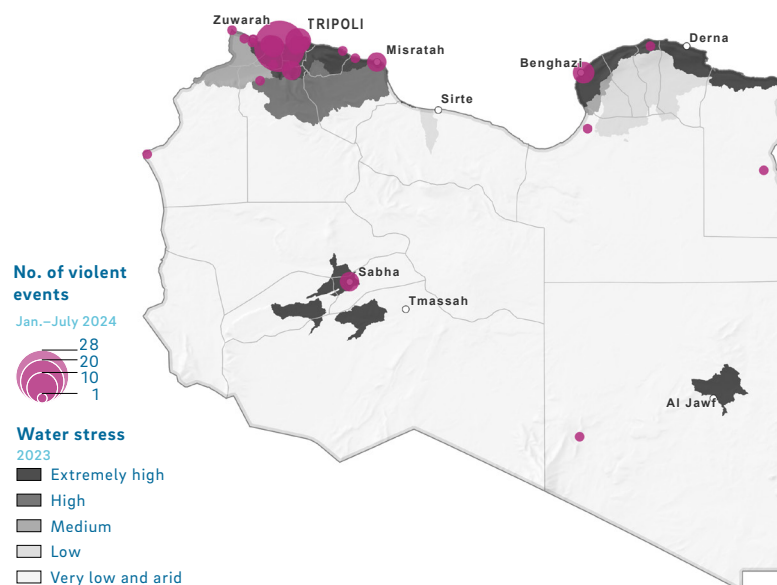 Zuwarah
TRIPOLI
Misratah
Derna
Benghazi
Sirte
Sabha
Tmassah
Al Jawf
No. of violent
events
Jan.–July 2024
28
20
10
1
Water stress
2023
Extremely high
High
Medium
Low
Very low and arid